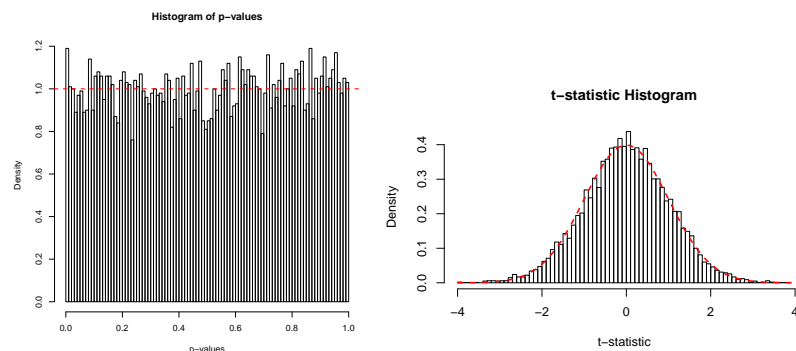 Histogram of p−values
Density
0.0 0.2 0.4 0.6 0.8 1.0 1.2
0.0 0.2 0.4 0.6 0.8 1.0
p−values
t−statistic Histogram
Density
0.0 0.1 0.2 0.3 0.4
−4 −2 0 2 4
t−statistic